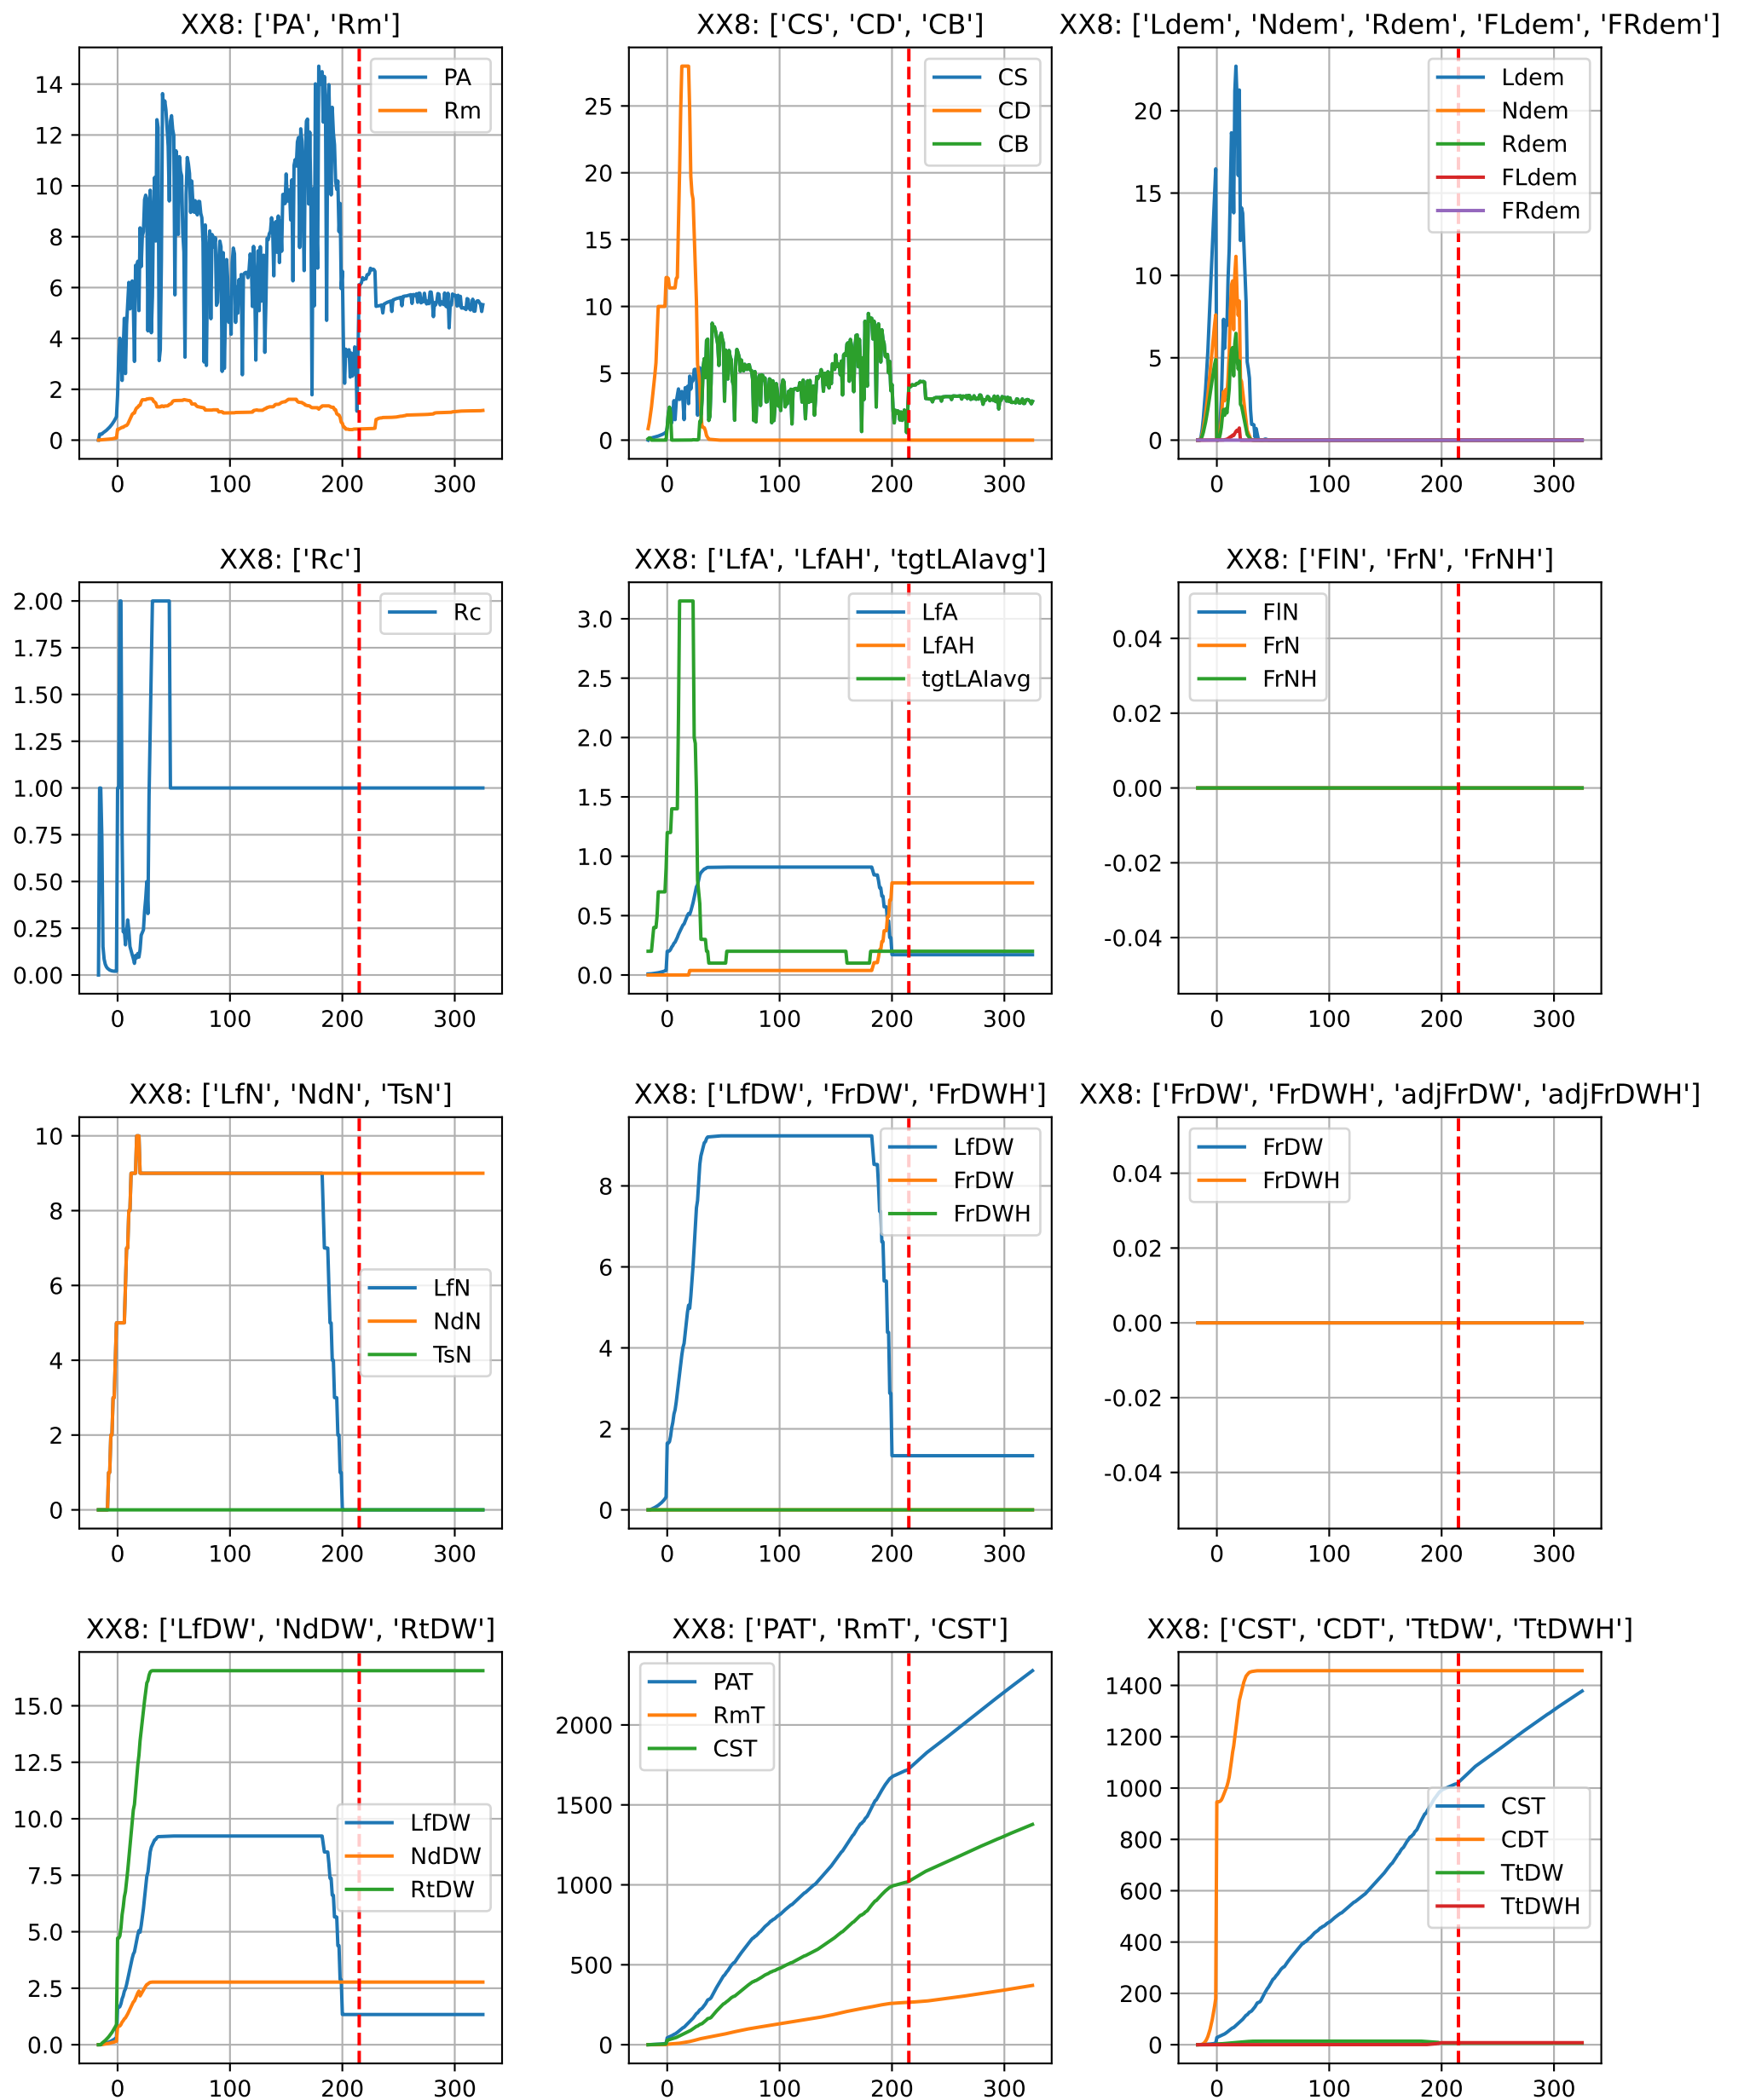 XX8: ['PA', 'Rm']
14
12
10
8
6
4
2
0
0 100 200 300
PA
Rm
XX8: ['CS', 'CD', 'CB']
25
20
15
10
5
0
0 100 200 300
CS
CD
CB
XX8: ['Ldem', 'Ndem', 'Rdem', 'FLdem', 'FRdem']
20
15
10
5
0
0 100 200 300
Ldem
Ndem
Rdem
FLdem
FRdem
XX8: ['Rc']
2.00
1.75
1.50
1.25
1.00
0.75
0.50
0.25
0.00
0 100 200 300
Rc
XX8: ['LfA', 'LfAH', 'tgtLAIavg']
3.0
2.5
2.0
1.5
1.0
0.5
0.0
0 100 200 300
LfA
LfAH
tgtLAIavg
XX8: ['FlN', 'FrN', 'FrNH']
0.04
0.02
0.00
-0.02
-0.04
0 100 200 300
FlN
FrN
FrNH
XX8: ['LfN', 'NdN', 'TsN']
10
8
6
4
2
0
0 100 200 300
LfN
NdN
TsN
XX8: ['LfDW', 'FrDW', 'FrDWH']
8
6
4
2
0
0 100 200 300
LfDW
FrDW
FrDWH
XX8: ['FrDW', 'FrDWH', 'adjFrDW', 'adjFrDWH']
0.04
0.02
0.00
-0.02
-0.04
0 100 200 300
FrDW
FrDWH
XX8: ['LfDW', 'NdDW', 'RtDW']
15.0
12.5
10.0
7.5
5.0
2.5
0.0
0 100 200 300
LfDW
NdDW
RtDW
XX8: ['PAT', 'RmT', 'CST']
2000
1500
1000
500
0
0 100 200 300
PAT
RmT
CST
XX8: ['CST', 'CDT', 'TtDW', 'TtDWH']
1400
1200
1000
800
600
400
200
0
0 100 200 300
CST
CDT
TtDW
TtDWH